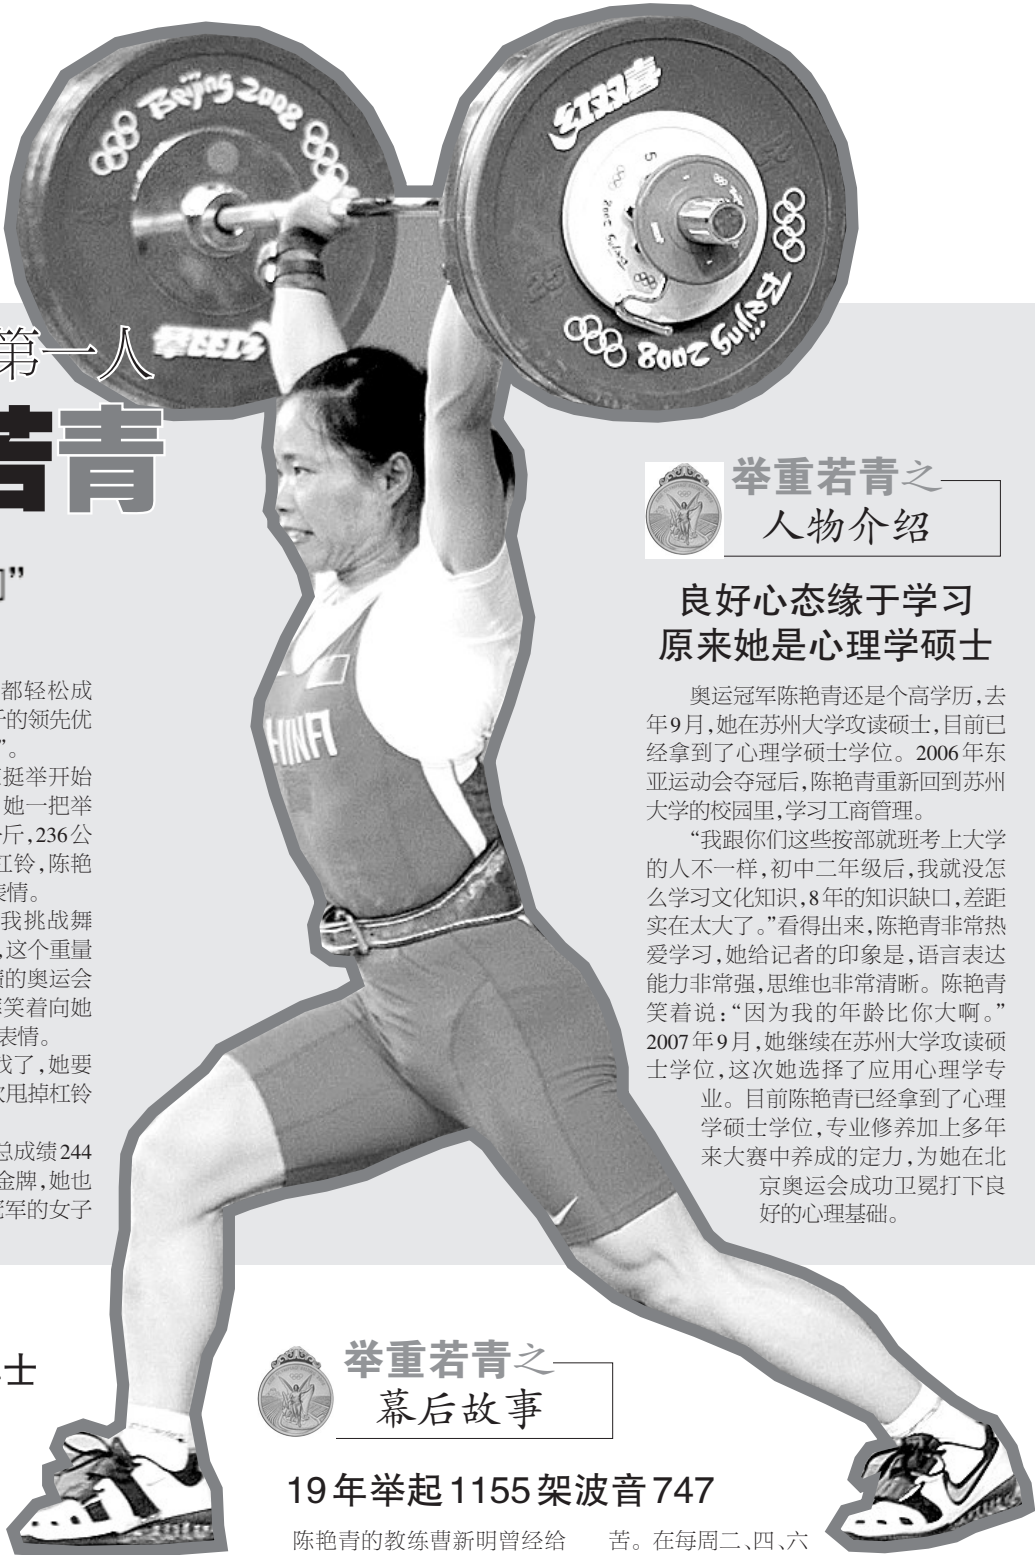 Beijing 2008
红双喜
红双喜
Beijing 2008
5
25
第一人
若青
”
都轻松成
的领先优
”。
挺举开始
她一把举
斤,236公
杠铃,陈艳
表情。
我挑战舞
,这个重量
的奥运会
笑着向她
表情。
找了,她要
次甩掉杠铃
总成绩244
金牌,她也
冠军的女子
士
CHINA
举重若青之
人物介绍
良好心态缘于学习
原来她是心理学硕士
奥运冠军陈艳青还是个高学历,去
年9月,她在苏州大学攻读硕士,目前已
经拿到了心理学硕士学位。2006年东
亚运动会夺冠后,陈艳青重新回到苏州
大学的校园里,学习工商管理。
“我跟你们这些按部就班考上大学
的人不一样,初中二年级后,我就没怎
么学习文化知识,8年的知识缺口,差距
实在太大了。”看得出来,陈艳青非常热
爱学习,她给记者的印象是,语言表达
能力非常强,思维也非常清晰。陈艳青
笑着说:“因为我的年龄比你大啊。”
2007年9月,她继续在苏州大学攻读硕
士学位,这次她选择了应用心理学专
业。目前陈艳青已经拿到了心理
学硕士学位,专业修养加上多年
来大赛中养成的定力,为她在北
京奥运会成功卫冕打下良
好的心理基础。
举重若青之
幕后故事
19年举起1155架波音747
陈艳青的教练曹新明曾经给
苦。在每周二、四、六